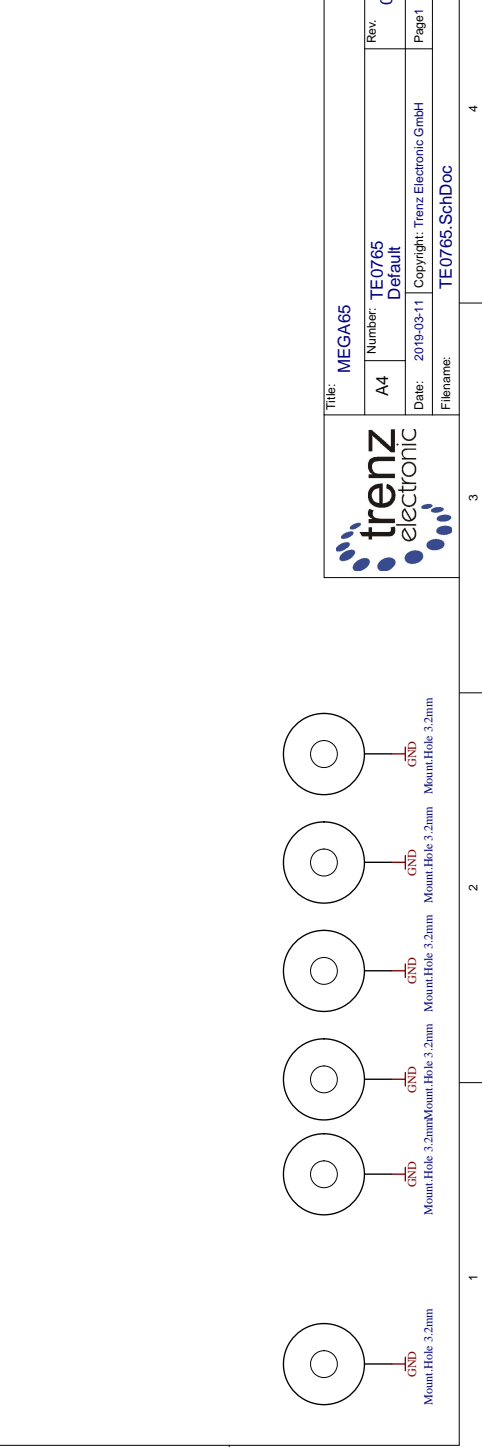 GND
Mount.Hole 3.2mm
GND
Mount.Hole 3.2mm
GND
Mount.Hole 3.2mm
GND
Mount.Hole 3.2mm
GND
Mount.Hole 3.2mm
GND
Mount.Hole 3.2mm
trenz
electronic
Title:
MEGA65
A4
Number: TE0765
Default
Rev.
Date: 2019-03-11 Copyright: Trenz Electronic GmbH Page1
Filename: TE0765.SchDoc
1 2 3 4